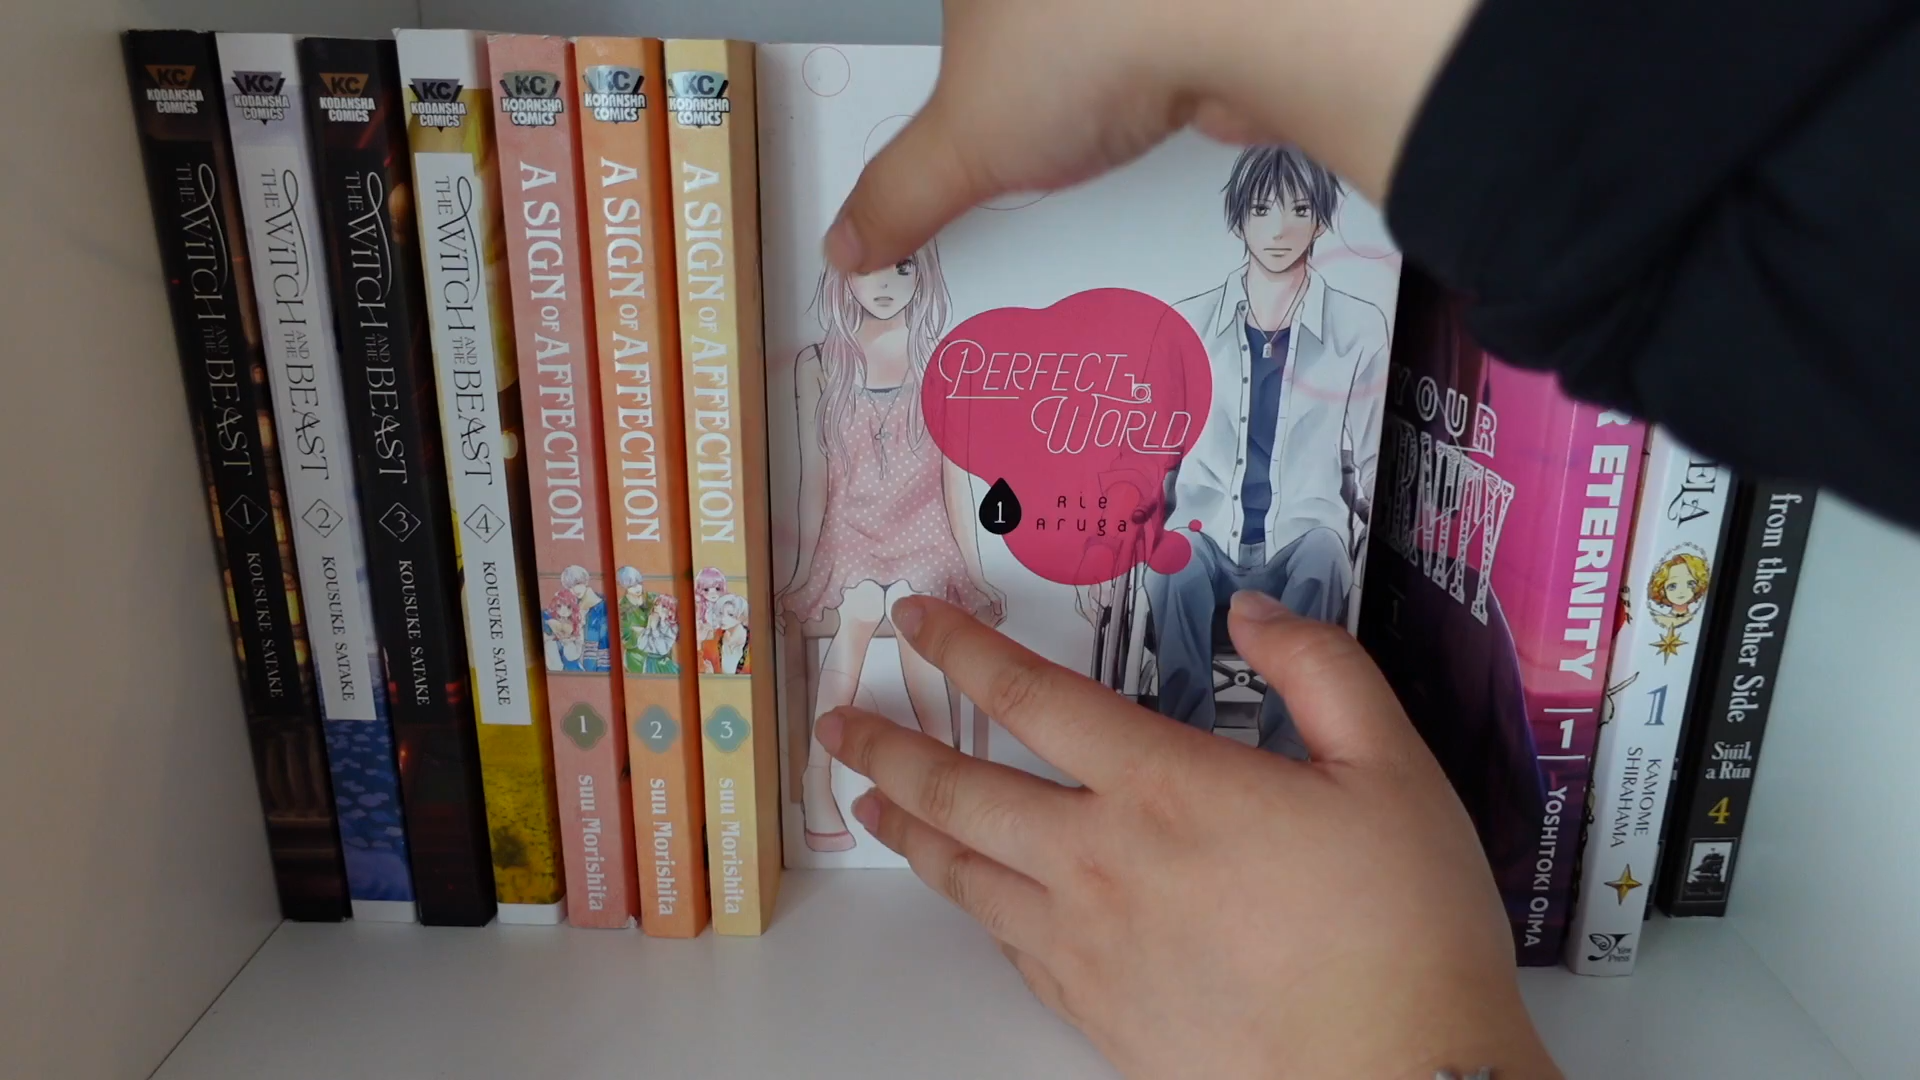 KC
KODANSHA
COMICS
THE WITCH AND THE BEAST 1 KOUSUKE SATAKE
KC
KODANSHA
COMICS
THE WITCH AND THE BEAST 2 KOUSUKE SATAKE
KC
KODANSHA
COMICS
THE WITCH AND THE BEAST 3 KOUSUKE SATAKE
KC
KODANSHA
COMICS
THE WITCH AND THE BEAST 4 KOUSUKE SATAKE
KC
KODANSHA
COMICS
A SIGN OF AFFECTION 1 suu Morishita
KC
KODANSHA
COMICS
A SIGN OF AFFECTION 2 suu Morishita
KC
KODANSHA
COMICS
A SIGN OF AFFECTION 3 suu Morishita
PERFECT
WORLD
1
Rie
Aruga
YOUR
1
R ETERNITY 1 YOSHITOKI OIMA
ELA 1 KAMOME
SHIRAHAMA
Yen
Press
from the Other Side
Siúil,
a Rún
4